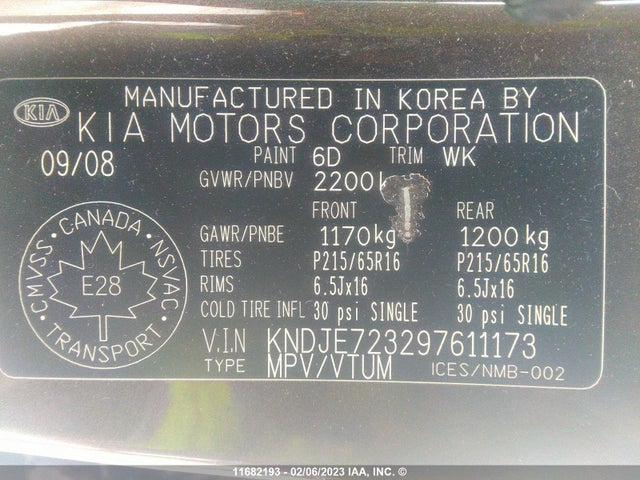 MANUFACTURED IN KOREA BY
KIA KIA MOTORS CORPORATION
09/08 PAINT 6D TRIM WK
GVWR/PNBV 2200k
FRONT REAR
GAWR/PNBE 1170kg 1200kg
TIRES P215/65R16 P215/65R16
RIMS 6.5Jx16 6.5Jx16
COLD TIRE INFL 30 psi SINGLE 30 psi SINGLE
V.I.N KNDJE723297611173
TYPE MPV/VTUM ICES/NMB-002
CMVSS CANADA NSVAC
E28
TRANSPORT
11682193 - 02/06/2023 IAA, INC. ©